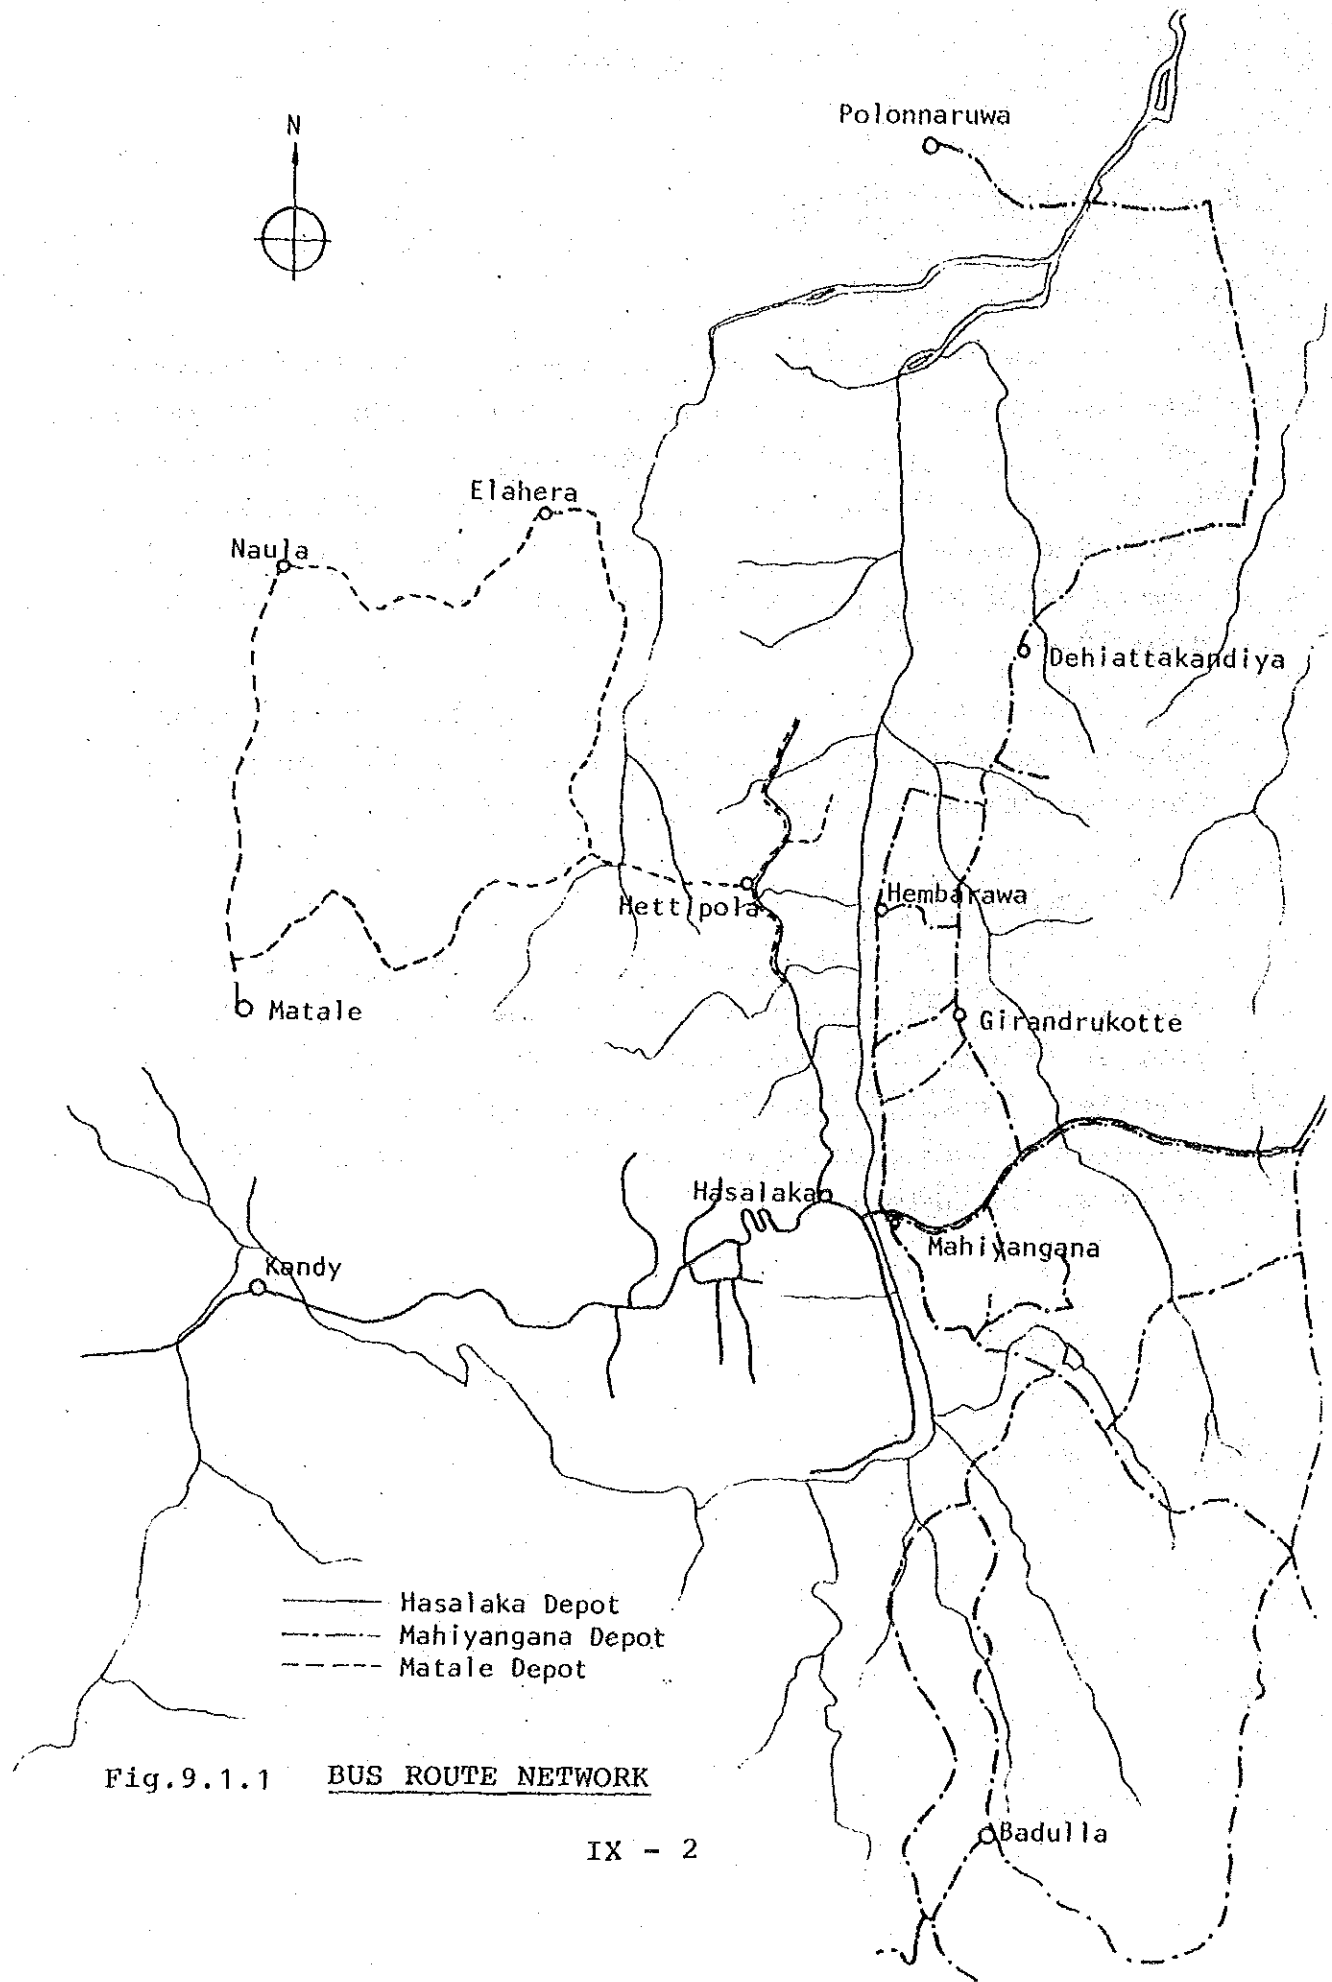 N
Polonnaruwa
Elahera
Naula
Dehiattakandiya
Hettipola
Hembarawa
Matale
Girandrukotte
Hasalaka
Mahiyangana
Kandy
Hasalaka Depot
Mahiyangana Depot
Matale Depot
Fig.9.1.1 BUS ROUTE NETWORK
Badulla
IX - 2